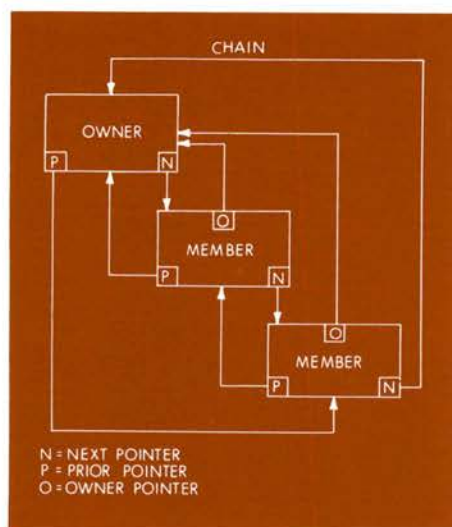 CHAIN
OWNER
P
N
O
MEMBER
P
N
O
MEMBER
P
N
N = NEXT POINTER
P = PRIOR POINTER
O = OWNER POINTER